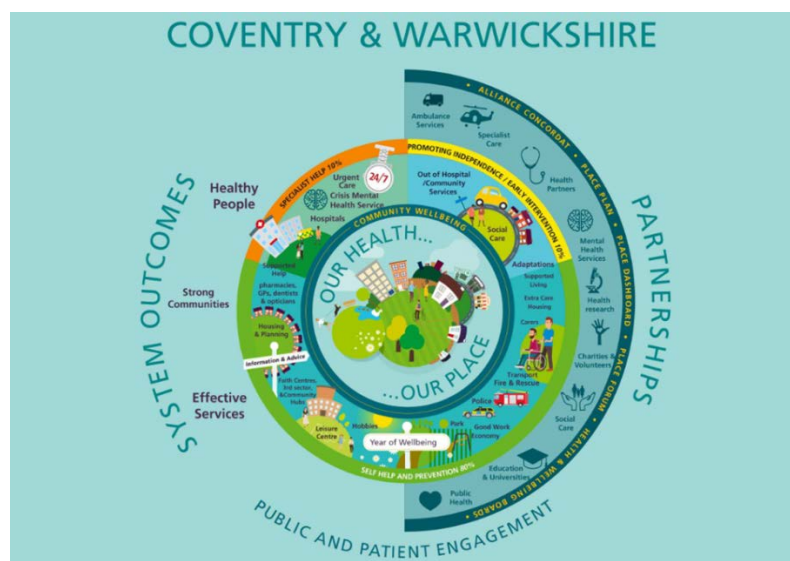 COVENTRY & WARWICKSHIRE
SYSTEM OUTCOMES
Healthy
People
Strong
Communities
Effective
Services
PUBLIC AND PATIENT ENGAGEMENT
PARTNERSHIPS
• ALLIANCE CONCORDAT • PLACE PLAN • PLACE DASHBOARD • PLACE FORUM • HEALTH & WELLBEING BOARDS •
Ambulance
Services
Specialist
Care
Health
Partners
Mental
Health
Services
Health
research
Charities &
Volunteers
Social
Care
Education
& Universities
Public
Health
SPECIALIST HELP 10%
PROMOTING INDEPENDENCE / EARLY INTERVENTION 10%
SELF HELP AND PREVENTION 80%
Urgent
Care
24/7
Crisis Mental
Health Service
Hospitals
Out of Hospital
/Community
Services
Social
Care
Adaptations
Supported
Living
Extra Care
Housing
Carers
Transport
Fire & Rescue
Police
Park
Good Work
Economy
Year of Wellbeing
Hobbies
Leisure
Centre
Faith Centres,
3rd sector,
&Community
Hubs
Information & Advice
Housing
& Planning
Supported
Help
pharmacies,
GPs, dentists
& opticians
COMMUNITY WELLBEING
OUR HEALTH...
...OUR PLACE